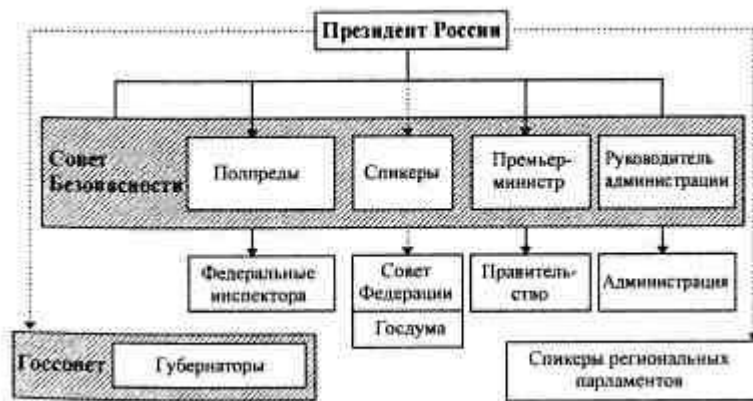 Президент России
Совет
Безопасности
Полпреды
Спикеры
Премьер-
министр
Руководитель
администрации
Федеральные
инспектора
Совет
Федерации
Госдума
Правитель-
ство
Администрация
Госсовет
Губернаторы
Спикеры региональных
парламентов